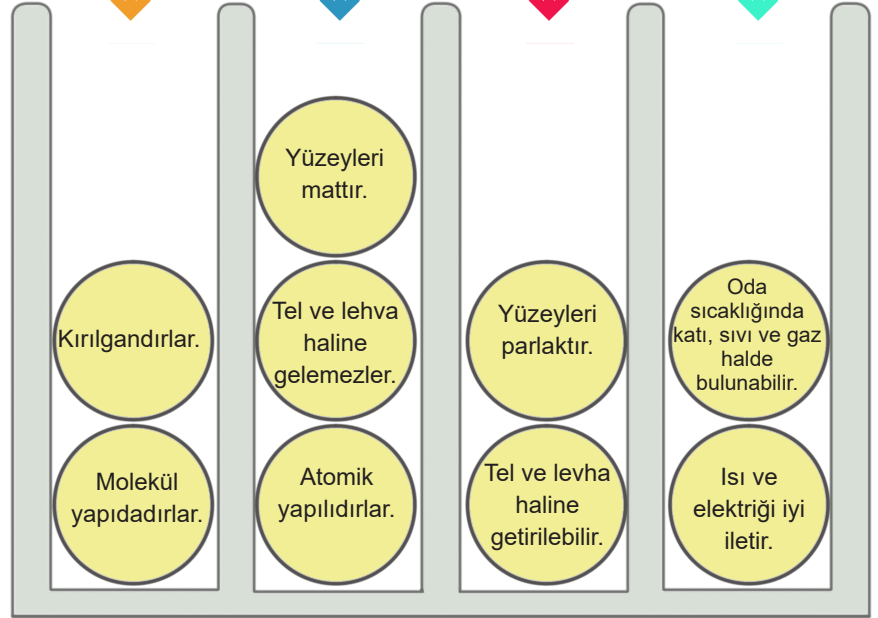 Kırılgandırlar.
Molekül
yapıdadırlar.
Yüzeyleri
mattır.
Tel ve lehva
haline
gelemezler.
Atomik
yapılıdırlar.
Yüzeyleri
parlaktır.
Tel ve levha
haline
getirilebilir.
Oda
sıcaklığında
katı, sıvı ve gaz
halde
bulunabilir.
Isı ve
elektriği iyi
iletir.